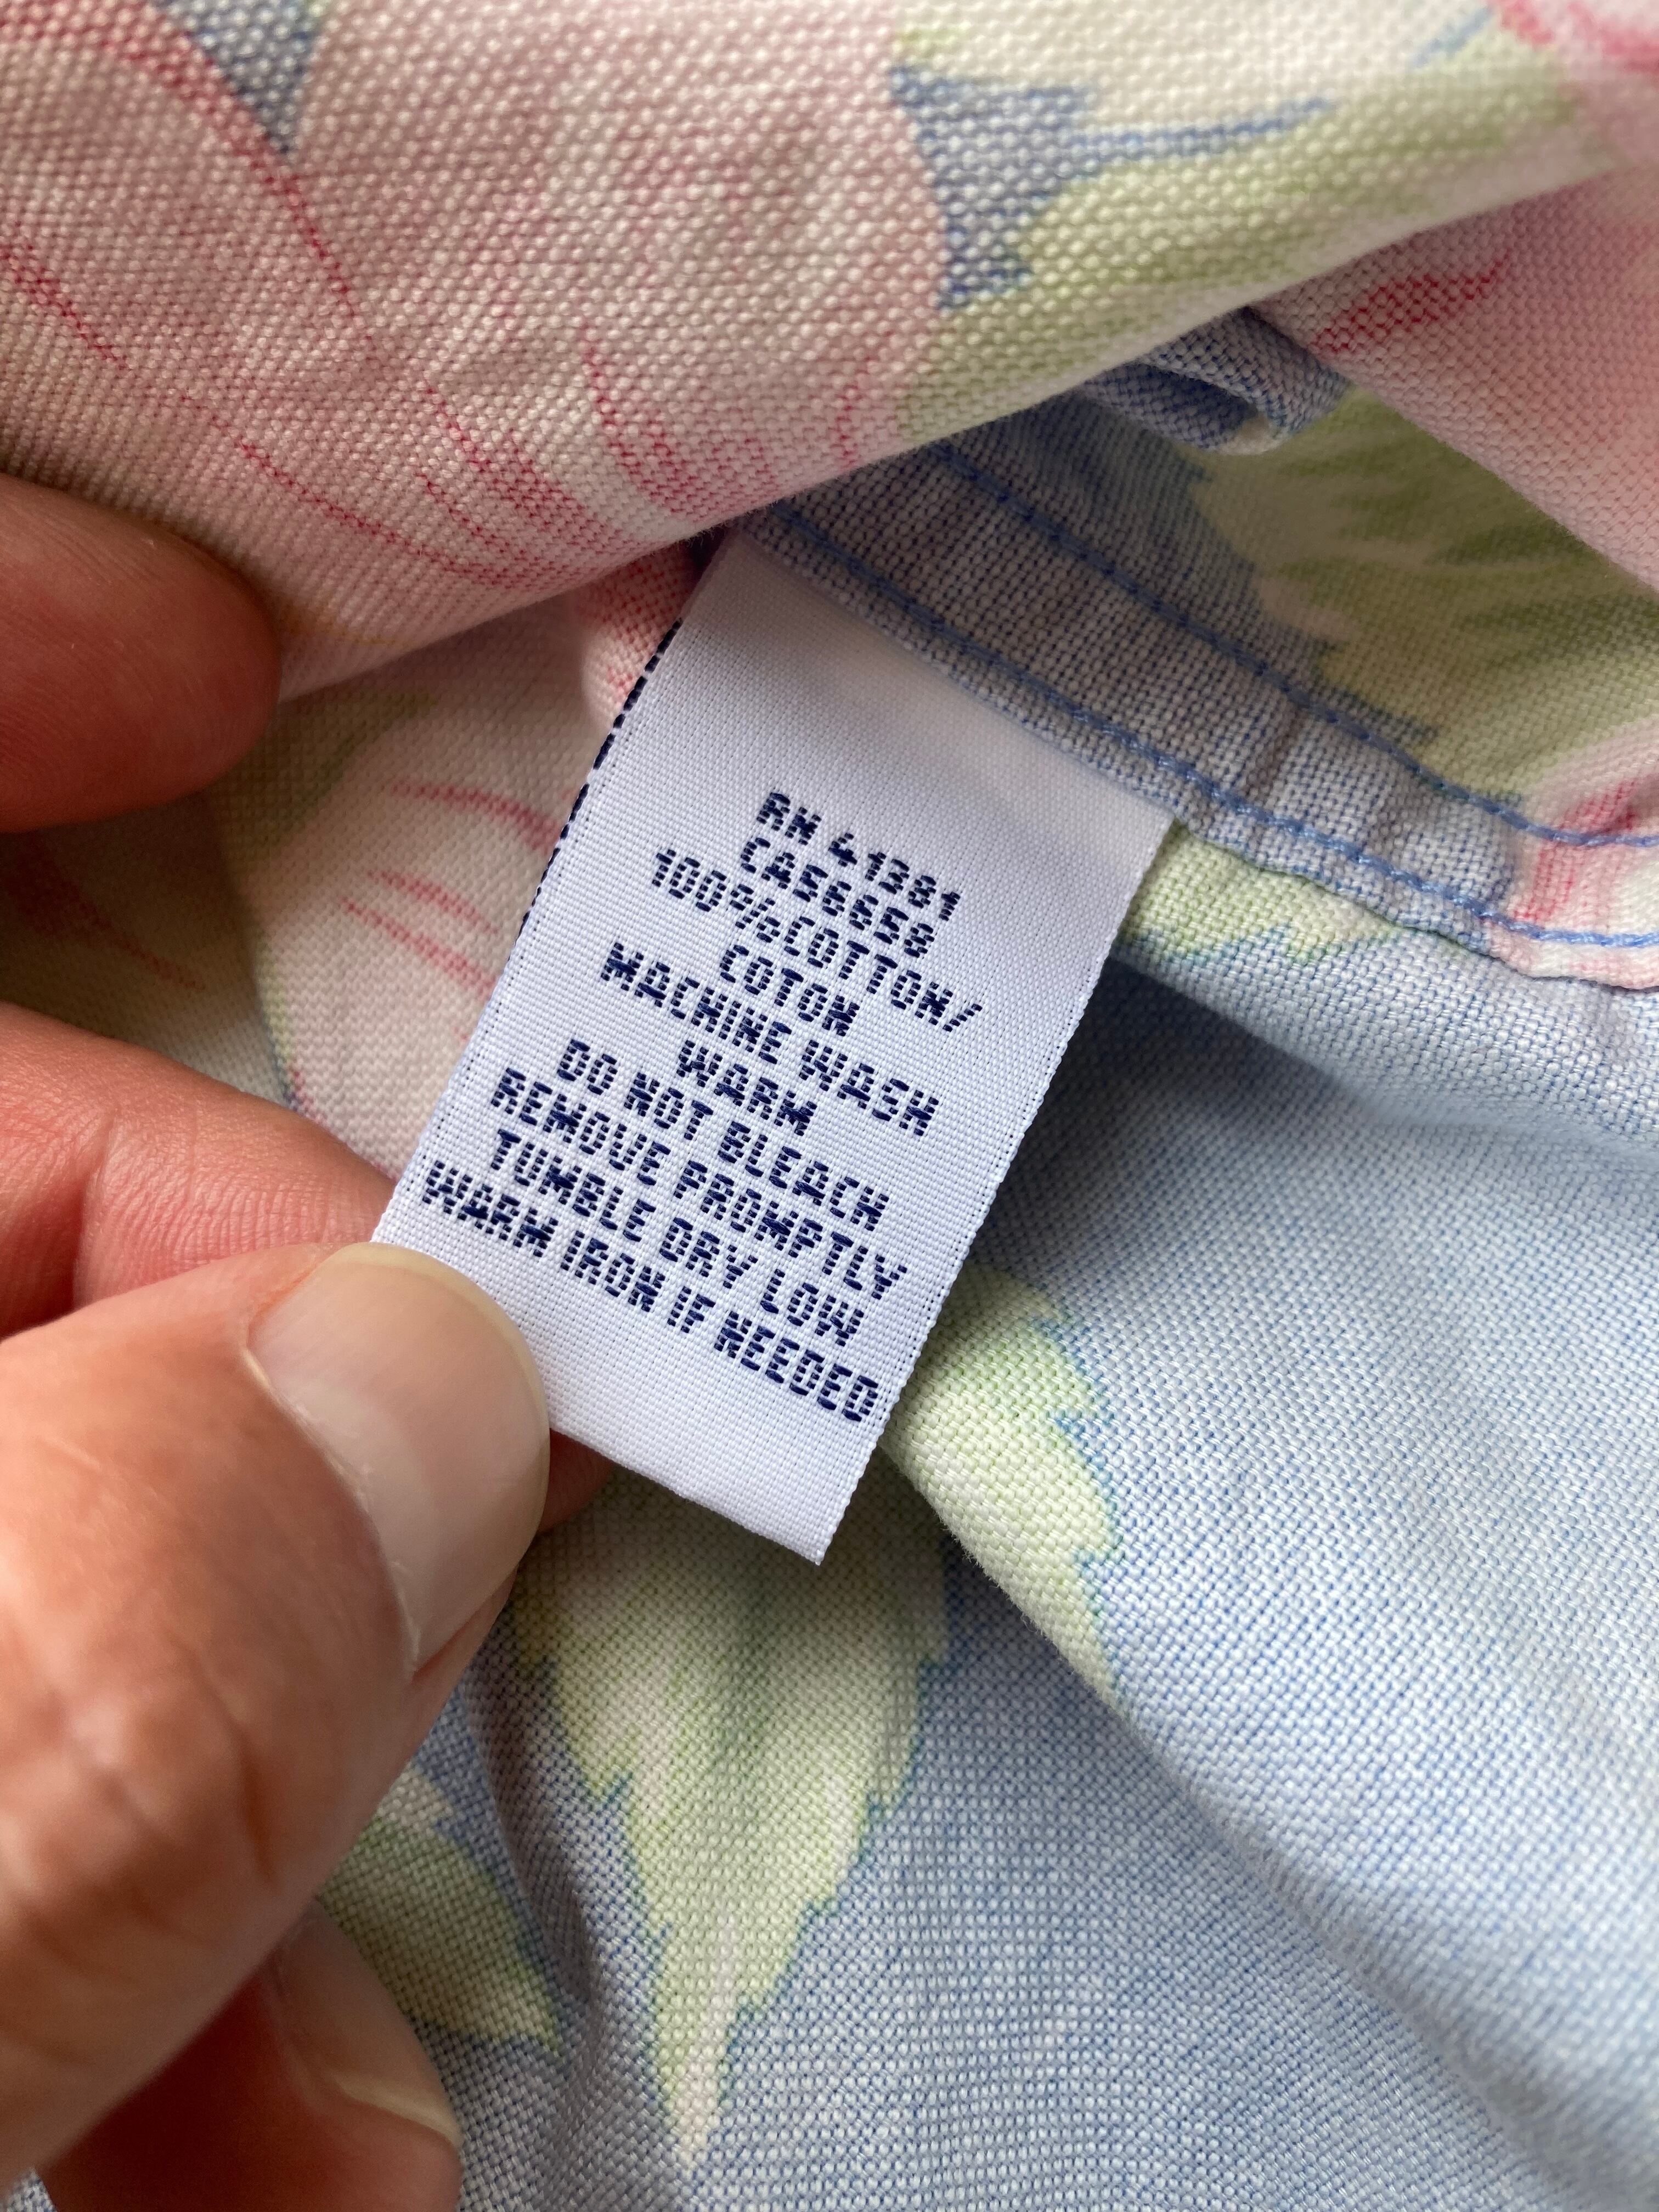 RN 41381
CA56658
100%COTTON/
COTON
MACHINE WASH
WARM
DO NOT BLEACH
REMOVE PROMPTLY
TUMBLE DRY LOW
WARM IRON IF NEEDED